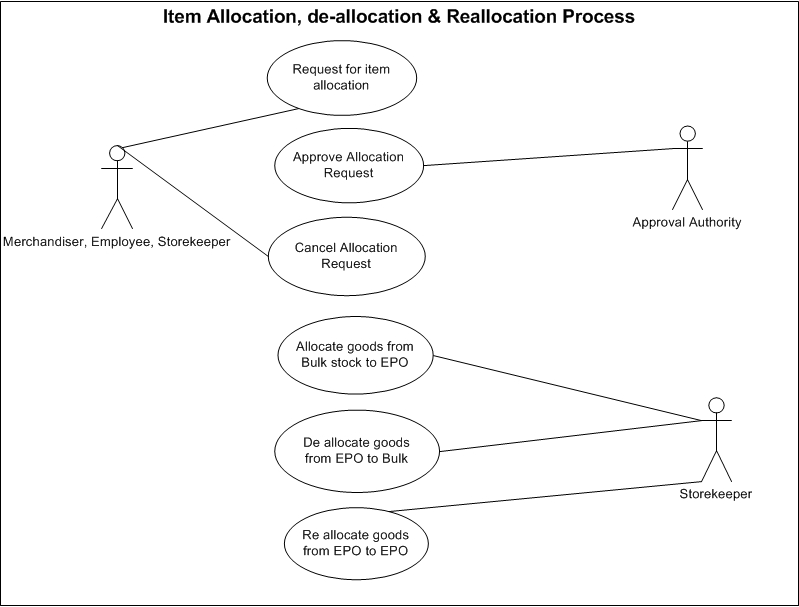 Item Allocation, de-allocation & Reallocation Process
Request for item
allocation
Approve Allocation
Request
Approval Authority
Merchandiser, Employee, Storekeeper
Cancel Allocation
Request
Allocate goods from
Bulk stock to EPO
De allocate goods
from EPO to Bulk
Storekeeper
Re allocate goods
from EPO to EPO